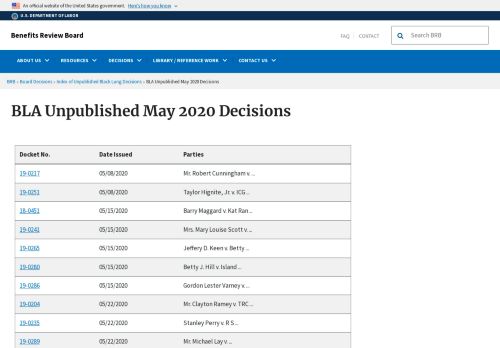 An official website of the United States government. Here's how you know
U.S. DEPARTMENT OF LABOR
Benefits Review Board
FAQ · CONTACT
Search BRB
ABOUT US RESOURCES DECISIONS LIBRARY / REFERENCE WORK CONTACT US
BRB » Board Decisions » Index of Unpublished Black Lung Decisions » BLA Unpublished May 2020 Decisions
BLA Unpublished May 2020 Decisions
Docket No. Date Issued Parties
19-0217 05/08/2020 Mr. Robert Cunningham v. ...
19-0251 05/08/2020 Taylor Hignite, Jr. v. ICG ...
18-0451 05/15/2020 Barry Maggard v. Kat Ran ...
19-0241 05/15/2020 Mrs. Mary Louise Scott v. ...
19-0265 05/15/2020 Jeffery D. Keen v. Betty ...
19-0280 05/15/2020 Betty J. Hill v. Island ...
19-0286 05/15/2020 Gordon Lester Varney v. ...
19-0204 05/22/2020 Mr. Clayton Ramey v. TRC ...
19-0235 05/22/2020 Stanley Perry v. R S ...
19-0289 05/22/2020 Mr. Michael Lay v. ...